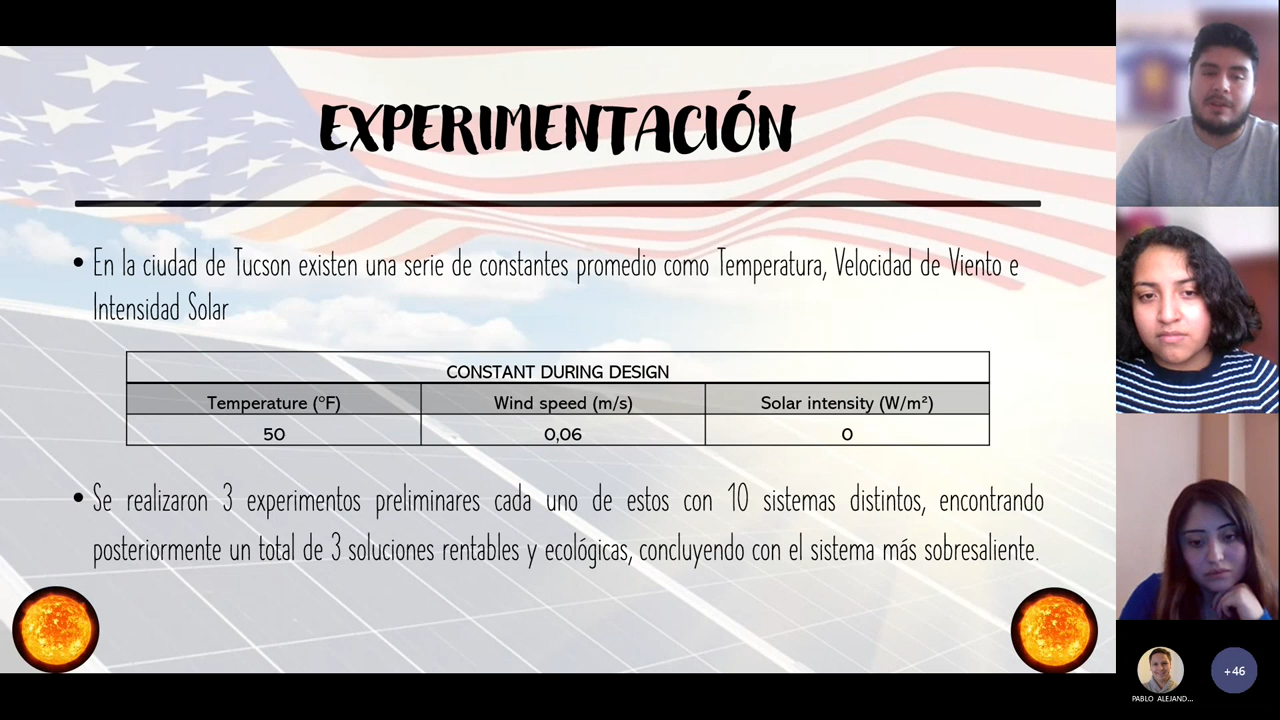 EXPERIMENTACIÓN
• En la ciudad de Tucson existen una serie de constantes promedio como Temperatura, Velocidad de Viento e
Intensidad Solar
CONSTANT DURING DESIGN
Temperature (°F) Wind speed (m/s) Solar intensity (W/m²)
50 0,06 0
• Se realizaron 3 experimentos preliminares cada uno de estos con 10 sistemas distintos, encontrando
posteriormente un total de 3 soluciones rentables y ecológicas, concluyendo con el sistema más sobresaliente.
PABLO ALEJAND...
+46